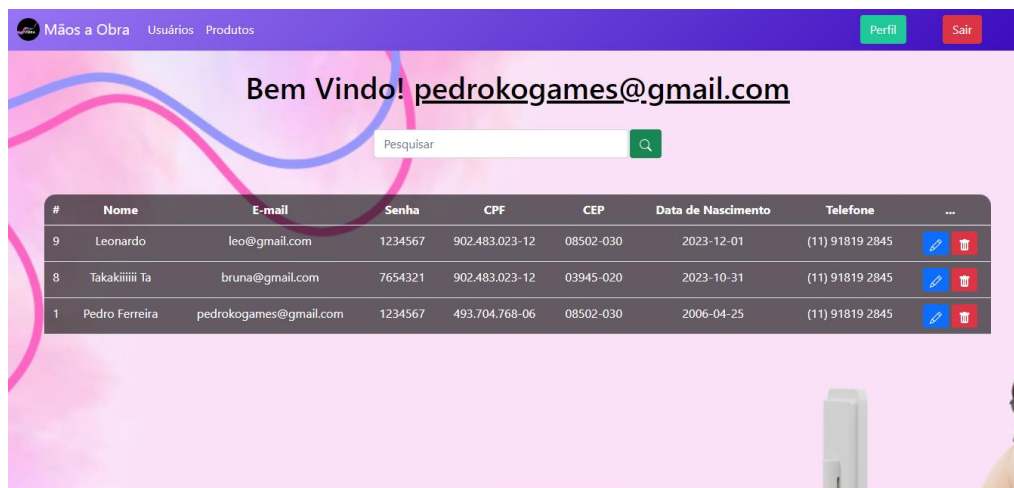 Mãos a Obra Usuários Produtos Perfil Sair
Bem Vindo! pedrokogames@gmail.com
Pesquisar
# Nome E-mail Senha CPF CEP Data de Nascimento Telefone ...
9 Leonardo leo@gmail.com 1234567 902.483.023-12 08502-030 2023-12-01 (11) 91819 2845
8 Takakiiiiii Ta bruna@gmail.com 7654321 902.483.023-12 03945-020 2023-10-31 (11) 91819 2845
1 Pedro Ferreira pedrokogames@gmail.com 1234567 493.704.768-06 08502-030 2006-04-25 (11) 91819 2845